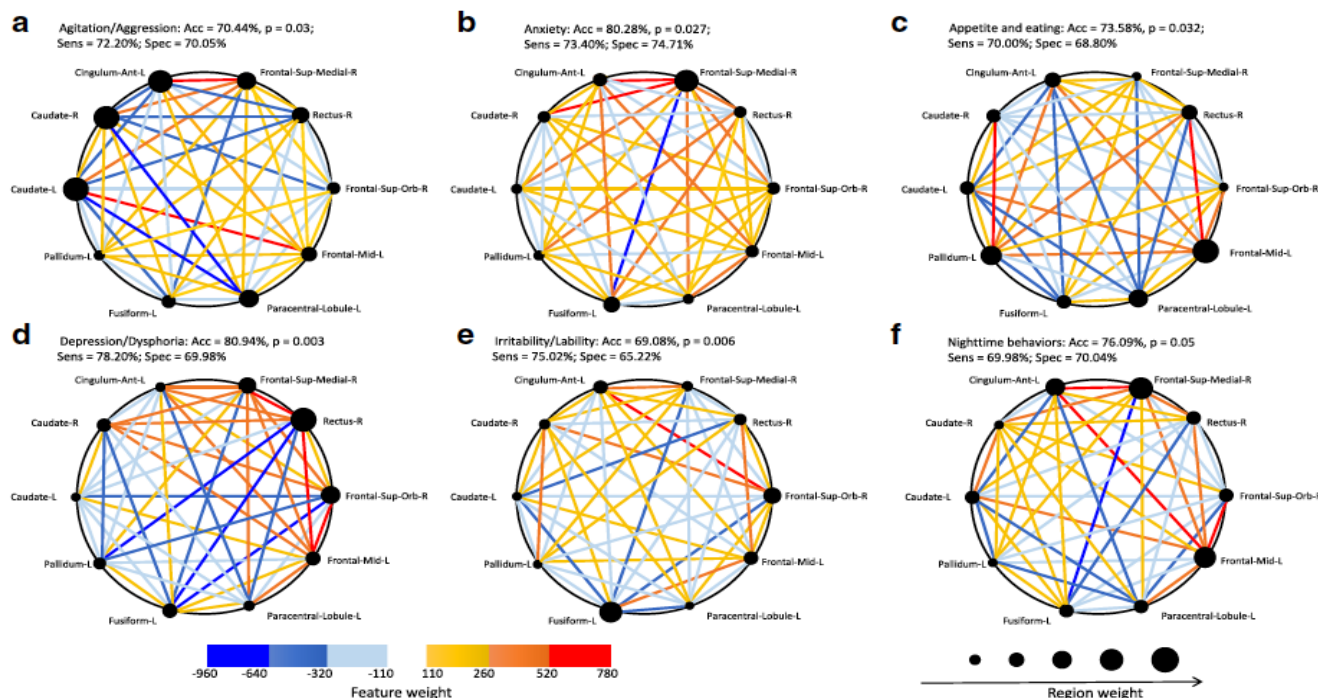 a
Agitation/Aggression: Acc = 70.44%, p = 0.03;
Sens = 72.20%; Spec = 70.05%
Cingulum-Ant-L
Frontal-Sup-Medial-R
Caudate-R
Rectus-R
Caudate-L
Frontal-Sup-Orb-R
Pallidum-L
Frontal-Mid-L
Fusiform-L
Paracentral-Lobule-L
b
Anxiety: Acc = 80.28%, p = 0.027;
Sens = 73.40%; Spec = 74.71%
Cingulum-Ant-L
Frontal-Sup-Medial-R
Caudate-R
Rectus-R
Caudate-L
Frontal-Sup-Orb-R
Pallidum-L
Frontal-Mid-L
Fusiform-L
Paracentral-Lobule-L
c
Appetite and eating: Acc = 73.58%, p = 0.032;
Sens = 70.00%; Spec = 68.80%
Cingulum-Ant-L
Frontal-Sup-Medial-R
Caudate-R
Rectus-R
Caudate-L
Frontal-Sup-Orb-R
Pallidum-L
Frontal-Mid-L
Fusiform-L
Paracentral-Lobule-L
d
Depression/Dysphoria: Acc = 80.94%, p = 0.003
Sens = 78.20%; Spec = 69.98%
Cingulum-Ant-L
Frontal-Sup-Medial-R
Caudate-R
Rectus-R
Caudate-L
Frontal-Sup-Orb-R
Pallidum-L
Frontal-Mid-L
Fusiform-L
Paracentral-Lobule-L
e
Irritability/Lability: Acc = 69.08%, p = 0.006
Sens = 75.02%; Spec = 65.22%
Cingulum-Ant-L
Frontal-Sup-Medial-R
Caudate-R
Rectus-R
Caudate-L
Frontal-Sup-Orb-R
Pallidum-L
Frontal-Mid-L
Fusiform-L
Paracentral-Lobule-L
f
Nighttime behaviors: Acc = 76.09%, p = 0.05
Sens = 69.98%; Spec = 70.04%
Cingulum-Ant-L
Frontal-Sup-Medial-R
Caudate-R
Rectus-R
Caudate-L
Frontal-Sup-Orb-R
Pallidum-L
Frontal-Mid-L
Fusiform-L
Paracentral-Lobule-L
-960 -640 -320 -110 110 260 520 780
Feature weight
Region weight